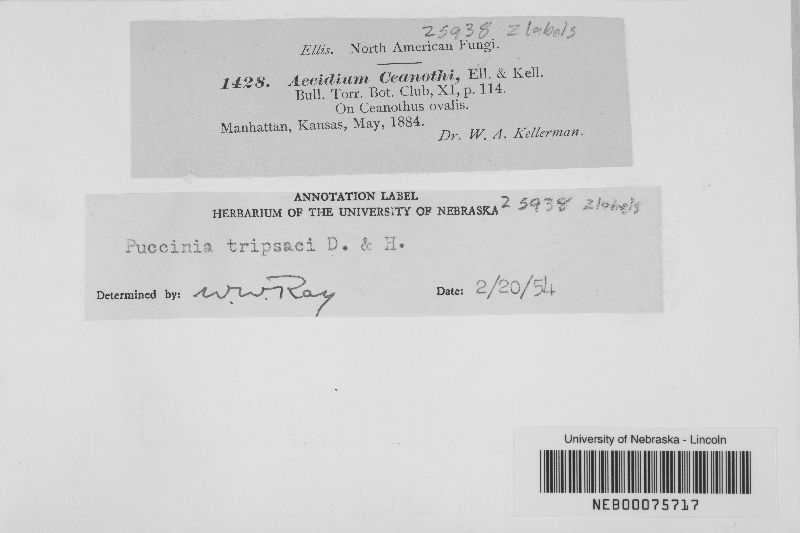 25938 2 labels
Ellis. North American Fungi.
1428. Aecidium Ceanothi, Ell. & Kell.
Bull. Torr. Bot. Club, XI, p. 114.
On Ceanothus ovalis.
Manhattan, Kansas, May, 1884.
Dr. W. A. Kellerman.
ANNOTATION LABEL
HERBARIUM OF THE UNIVERSITY OF NEBRASKA 25938 2 labels
Puccinia tripsaci D. & H.
Determined by: W.W. Ray Date: 2/20/54
University of Nebraska - Lincoln
NEB00075717